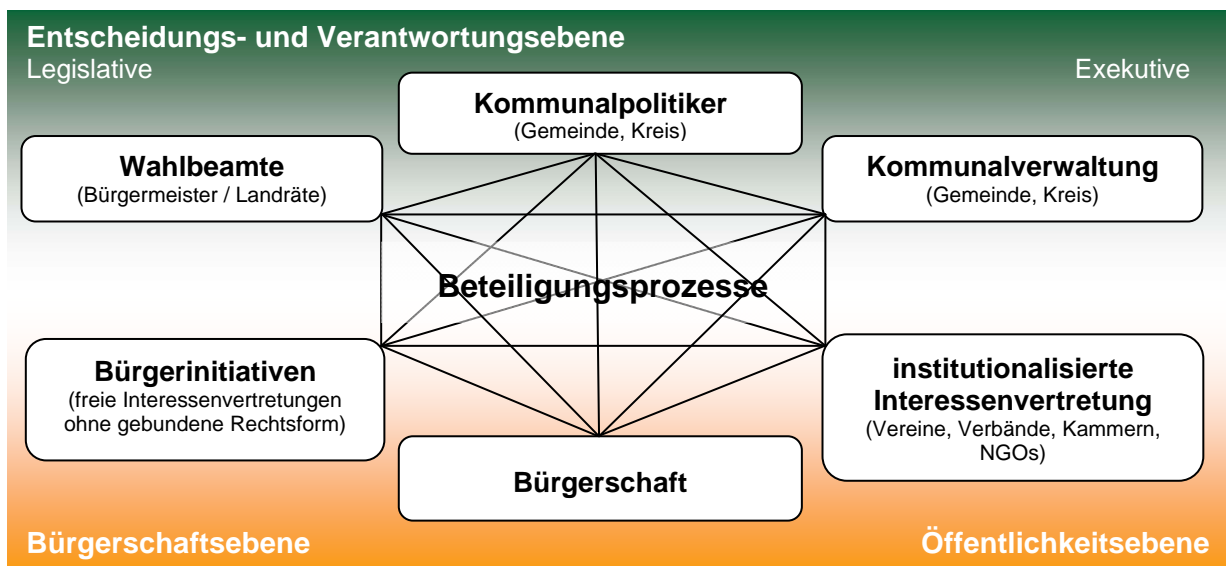 Entscheidungs- und Verantwortungsebene
Legislative
Exekutive
Kommunalpolitiker
(Gemeinde, Kreis)
Wahlbeamte
(Bürgermeister / Landräte)
Kommunalverwaltung
(Gemeinde, Kreis)
Beteiligungsprozesse
Bürgerinitiativen
(freie Interessenvertretungen
ohne gebundene Rechtsform)
institutionalisierte
Interessenvertretung
(Vereine, Verbände, Kammern,
NGOs)
Bürgerschaft
Bürgerschaftsebene
Öffentlichkeitsebene